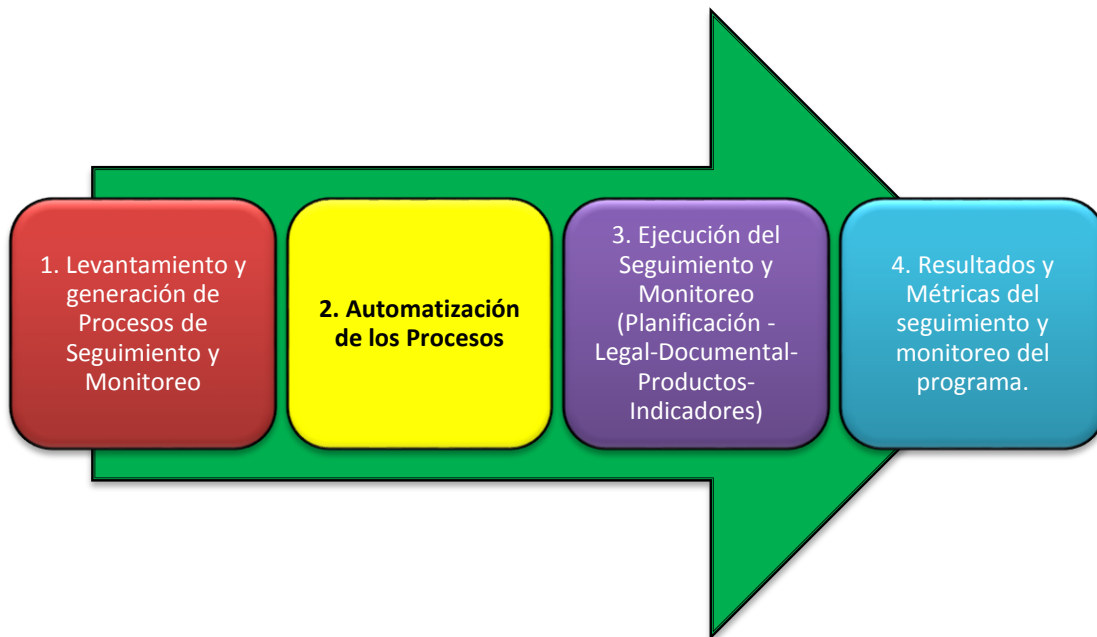 1. Levantamiento y
generación de
Procesos de
Seguimiento y
Monitoreo
2. Automatización
de los Procesos
3. Ejecución del
Seguimiento y
Monitoreo
(Planificación -
Legal-Documental-
Productos-
Indicadores)
4. Resultados y
Métricas del
seguimiento y
monitoreo del
programa.